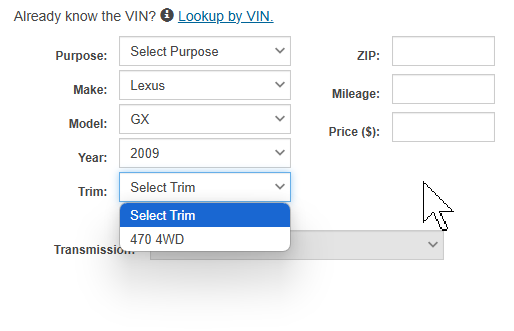 Already know the VIN? Lookup by VIN.
Purpose: Select Purpose
ZIP:
Make: Lexus
Mileage:
Model: GX
Price ($):
Year: 2009
Trim: Select Trim
Select Trim
470 4WD